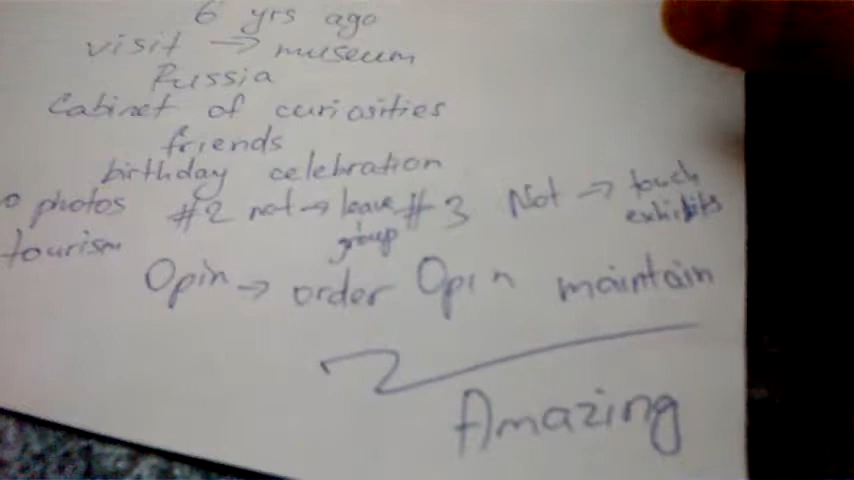 6 yrs ago
visit → museum
Russia
Cabinet of curiosities
friends
birthday celebration
o photos #2 not → leave group #3 Not → touch exhibits
tourism
Opin → order Opin maintain
Amazing